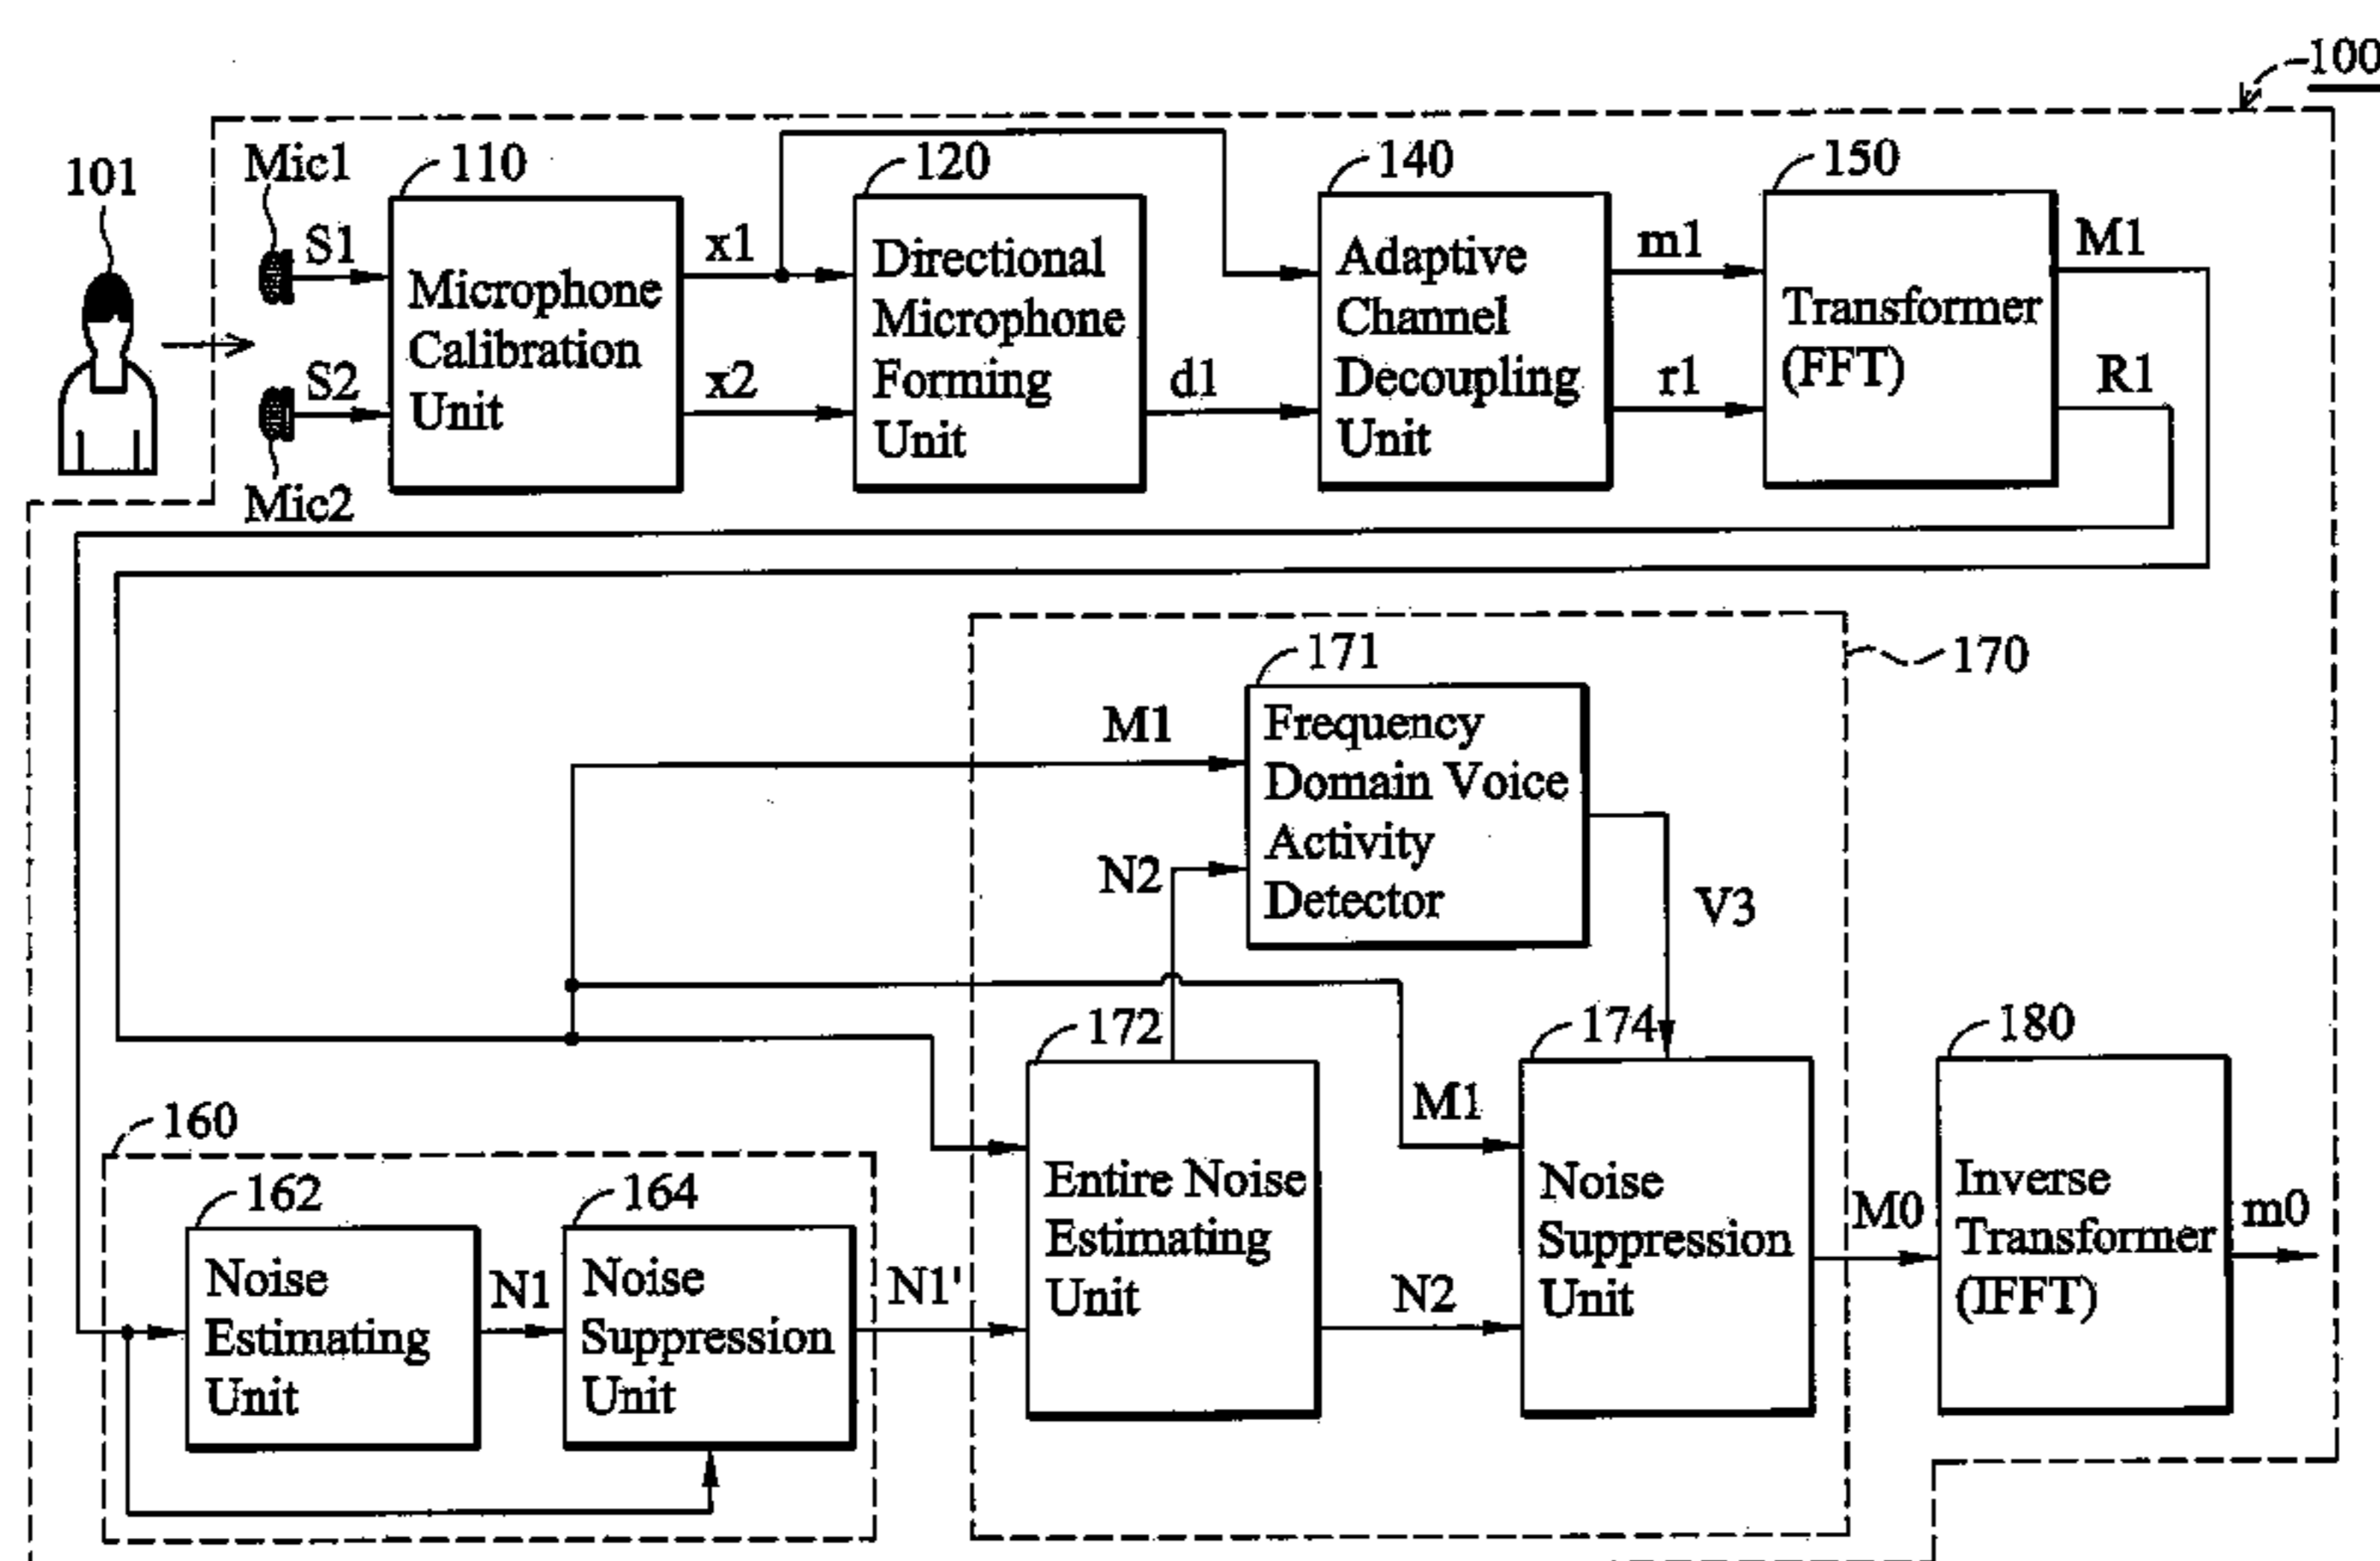 100
101
Mic1
S1
S2
Mic2
110
Microphone
Calibration
Unit
x1
x2
120
Directional
Microphone
Forming
Unit
d1
140
Adaptive
Channel
Decoupling
Unit
m1
r1
150
Transformer
(FFT)
M1
R1
170
171
Frequency
Domain Voice
Activity
Detector
M1
N2
V3
172
Entire Noise
Estimating
Unit
M1
N2
174
Noise
Suppression
Unit
M0
180
Inverse
Transformer
(IFFT)
m0
160
162
Noise
Estimating
Unit
N1
164
Noise
Suppression
Unit
N1'